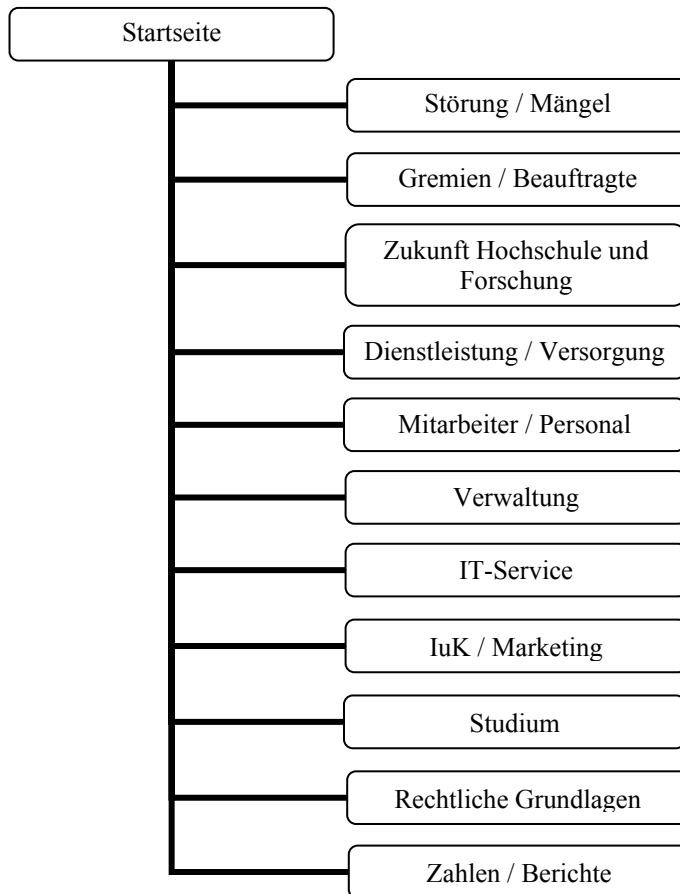 Startseite
Störung / Mängel
Gremien / Beauftragte
Zukunft Hochschule und
Forschung
Dienstleistung / Versorgung
Mitarbeiter / Personal
Verwaltung
IT-Service
IuK / Marketing
Studium
Rechtliche Grundlagen
Zahlen / Berichte